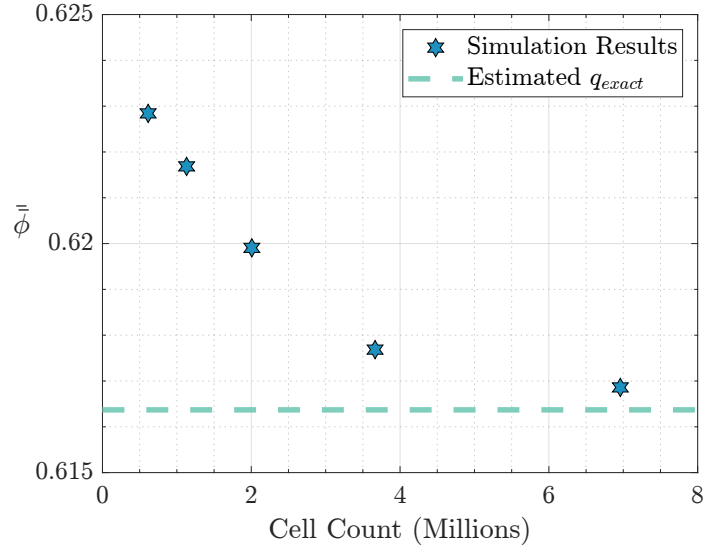 0.625
Simulation Results
Estimated q_exact
0.62
ϕ̄̄
0.615
0 2 4 6 8
Cell Count (Millions)